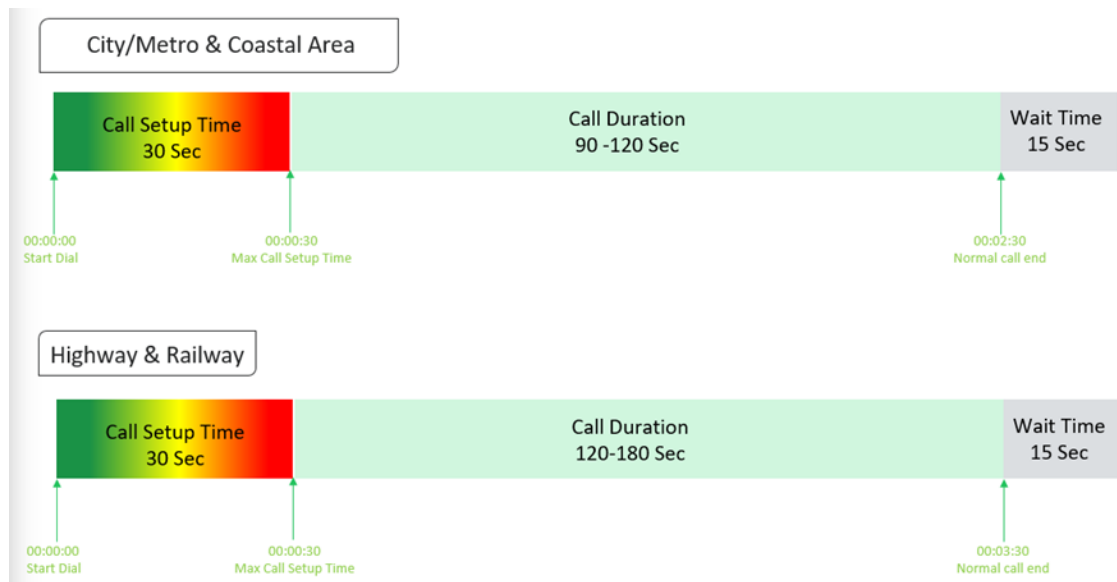 City/Metro & Coastal Area
Call Setup Time
30 Sec
Call Duration
90 -120 Sec
Wait Time
15 Sec
00:00:00
Start Dial
00:00:30
Max Call Setup Time
00:02:30
Normal call end
Highway & Railway
Call Setup Time
30 Sec
Call Duration
120-180 Sec
Wait Time
15 Sec
00:00:00
Start Dial
00:00:30
Max Call Setup Time
00:03:30
Normal call end